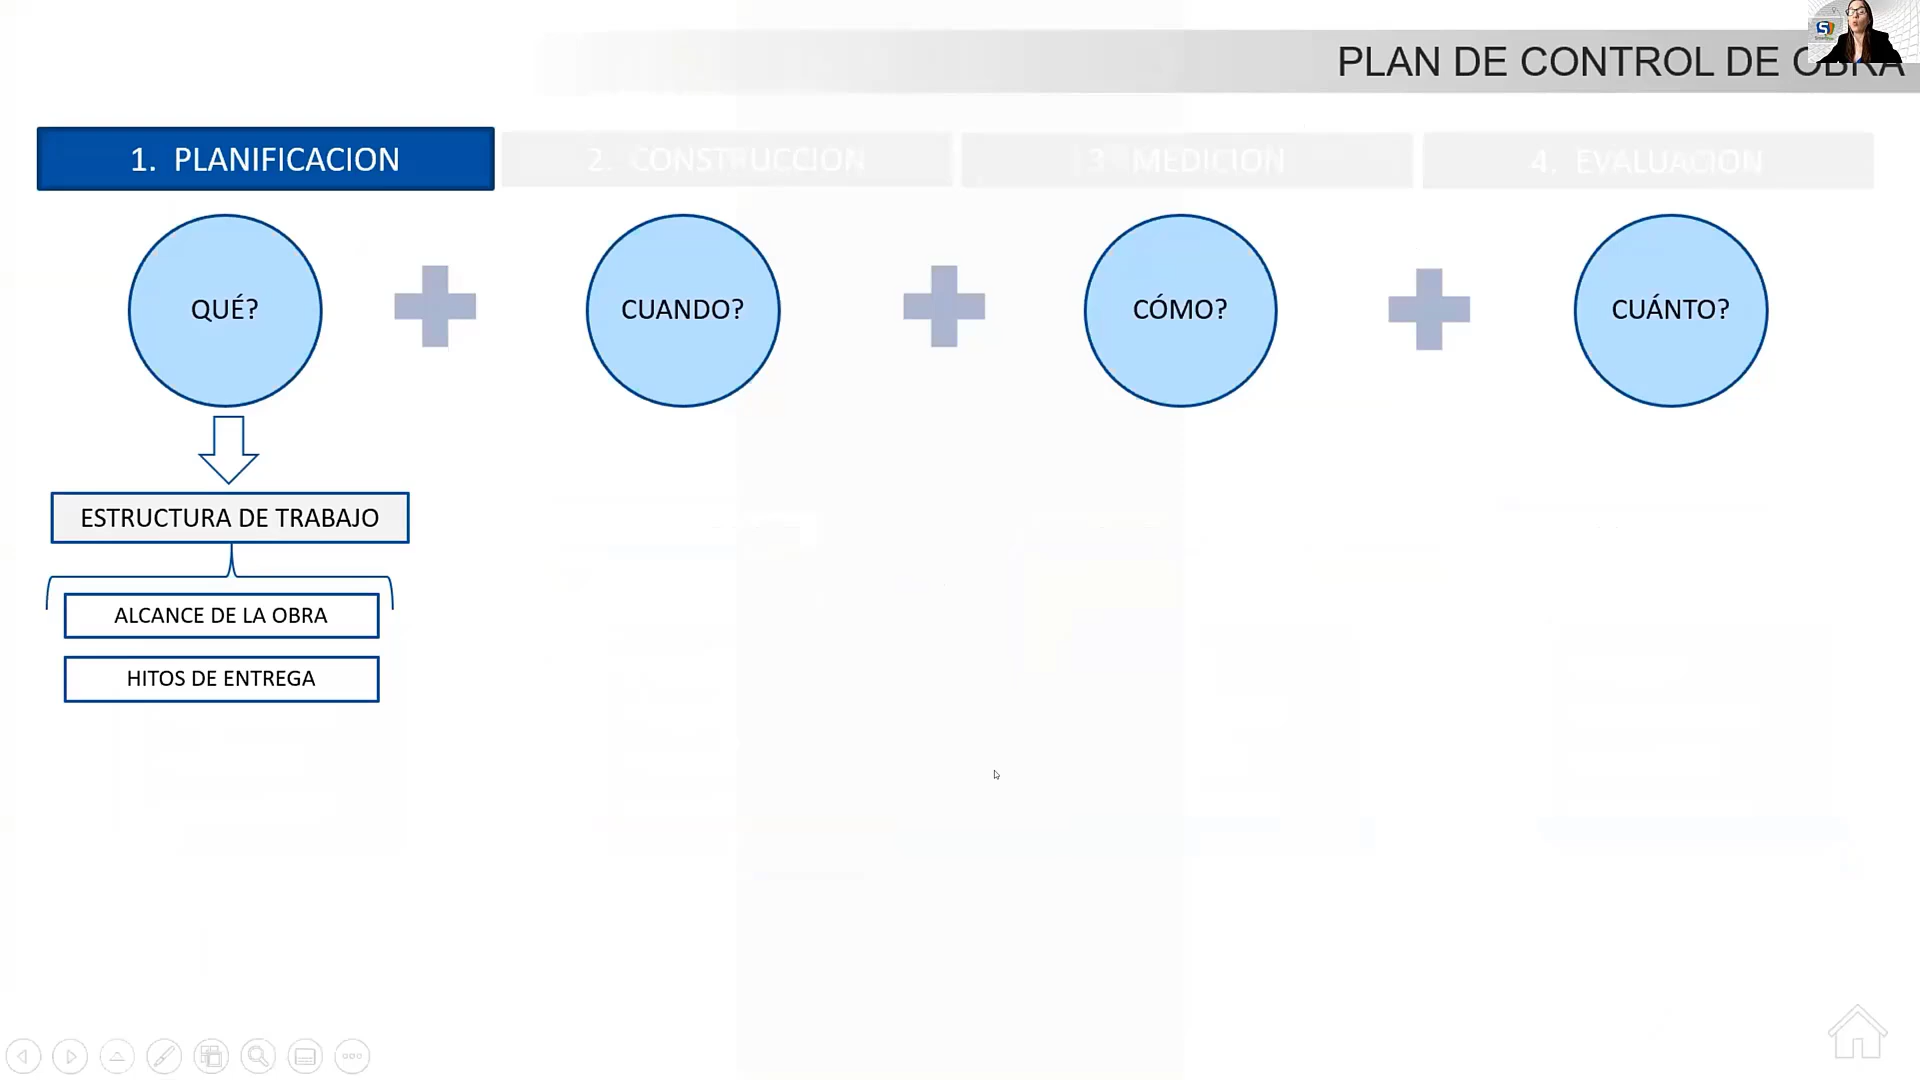 PLAN DE CONTROL DE OBRA
1. PLANIFICACION
2. CONSTRUCCION
3. MEDICION
4. EVALUACION
QUÉ?
CUANDO?
CÓMO?
CUÁNTO?
ESTRUCTURA DE TRABAJO
ALCANCE DE LA OBRA
HITOS DE ENTREGA